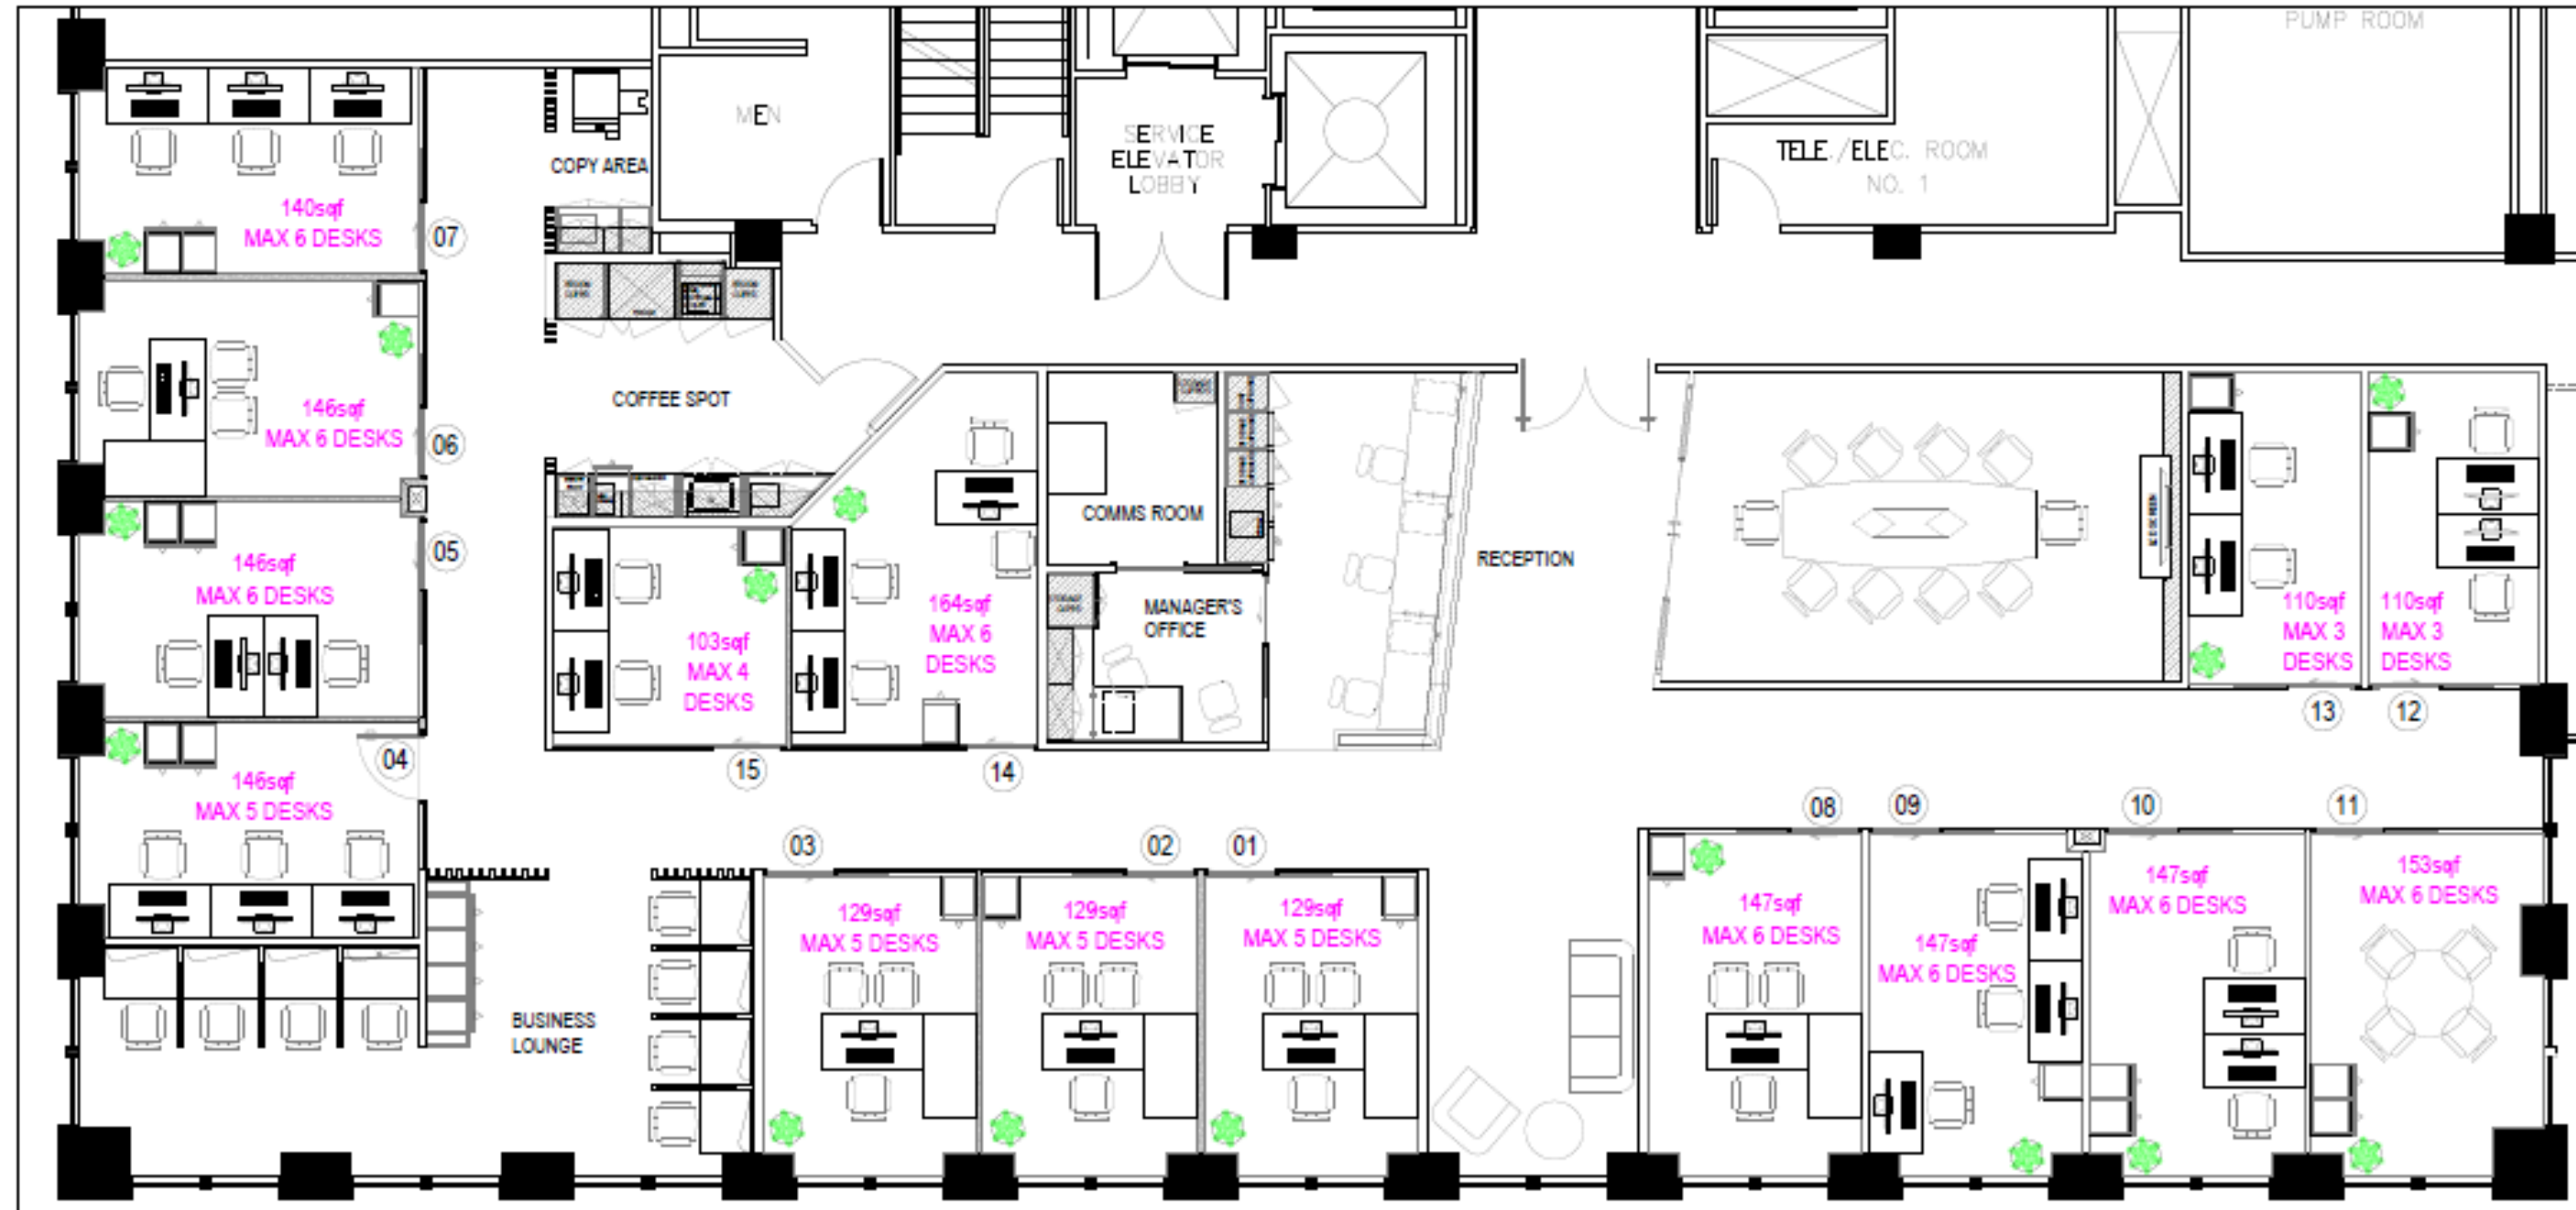 PUMP ROOM
MEN
SERVICE
ELEVATOR
LOBBY
TELE./ELEC. ROOM
NO. 1
COPY AREA
140sqf
MAX 6 DESKS
07
146sqf
MAX 6 DESKS
06
COFFEE SPOT
COMMS ROOM
RECEPTION
05
146sqf
MAX 6 DESKS
103sqf
MAX 4
DESKS
164sqf
MAX 6
DESKS
MANAGER'S
OFFICE
110sqf
MAX 3
DESKS
110sqf
MAX 3
DESKS
13
12
04
15
14
146sqf
MAX 5 DESKS
03
02
01
08
09
10
11
129sqf
MAX 5 DESKS
129sqf
MAX 5 DESKS
129sqf
MAX 5 DESKS
147sqf
MAX 6 DESKS
147sqf
MAX 6 DESKS
147sqf
MAX 6 DESKS
153sqf
MAX 6 DESKS
BUSINESS
LOUNGE